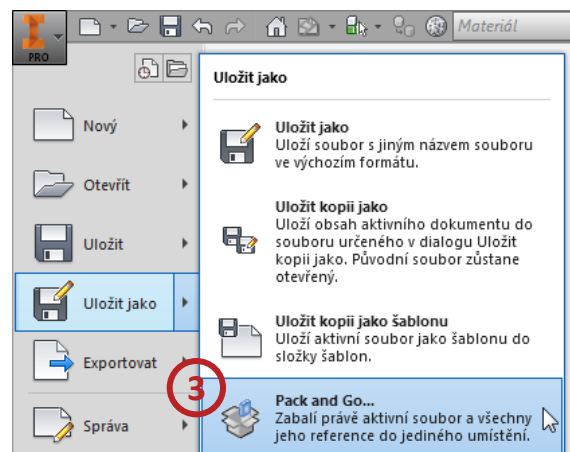 Materiál
PRO
Uložit jako
Nový
Otevřít
Uložit
Uložit jako
Exportovat
Správa
Uložit jako
Uloží soubor s jiným názvem souboru
ve výchozím formátu.
Uložit kopii jako
Uloží obsah aktivního dokumentu do
souboru určeného v dialogu Uložit
kopii jako. Původní soubor zůstane
otevřený.
Uložit kopii jako šablonu
Uloží aktivní soubor jako šablonu do
složky šablon.
3
Pack and Go...
Zabalí právě aktivní soubor a všechny
jeho reference do jediného umístění.